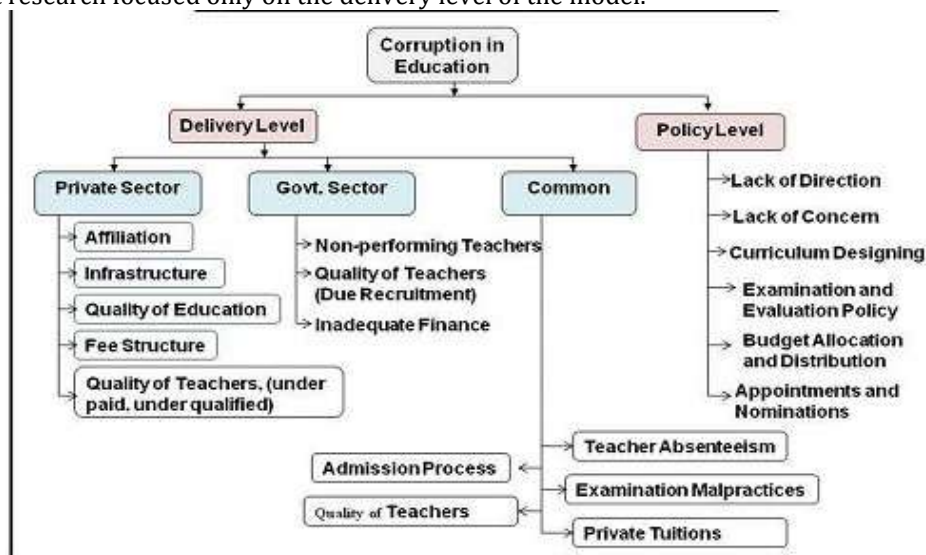 research focused only on the delivery level of the model.
Corruption in
Education
Delivery Level
Policy Level
Private Sector
Govt. Sector
Common
Affiliation
Infrastructure
Quality of Education
Fee Structure
Quality of Teachers, (under
paid. under qualified)
Non-performing Teachers
Quality of Teachers
(Due Recruitment)
Inadequate Finance
Lack of Direction
Lack of Concern
Curriculum Designing
Examination and
Evaluation Policy
Budget Allocation
and Distribution
Appointments and
Nominations
Teacher Absenteeism
Admission Process
Examination Malpractices
Quality of Teachers
Private Tuitions